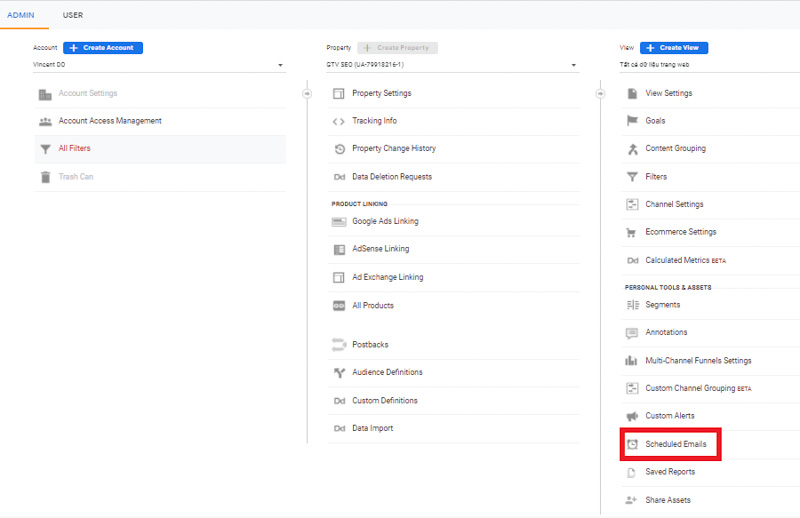 ADMIN USER
Account + Create Account
Vincent DO
Account Settings
Account Access Management
All Filters
Trash Can
Property + Create Property
GTV SEO (UA-79918216-1)
Property Settings
Tracking Info
Property Change History
Dd Data Deletion Requests
PRODUCT LINKING
Google Ads Linking
AdSense Linking
Ad Exchange Linking
All Products
Postbacks
Audience Definitions
Dd Custom Definitions
Dd Data Import
View + Create View
Tất cả dữ liệu trang web
View Settings
Goals
Content Grouping
Filters
Channel Settings
Ecommerce Settings
Dd Calculated Metrics BETA
PERSONAL TOOLS & ASSETS
Segments
Annotations
Multi-Channel Funnels Settings
Custom Channel Grouping BETA
Custom Alerts
Scheduled Emails
Saved Reports
Share Assets